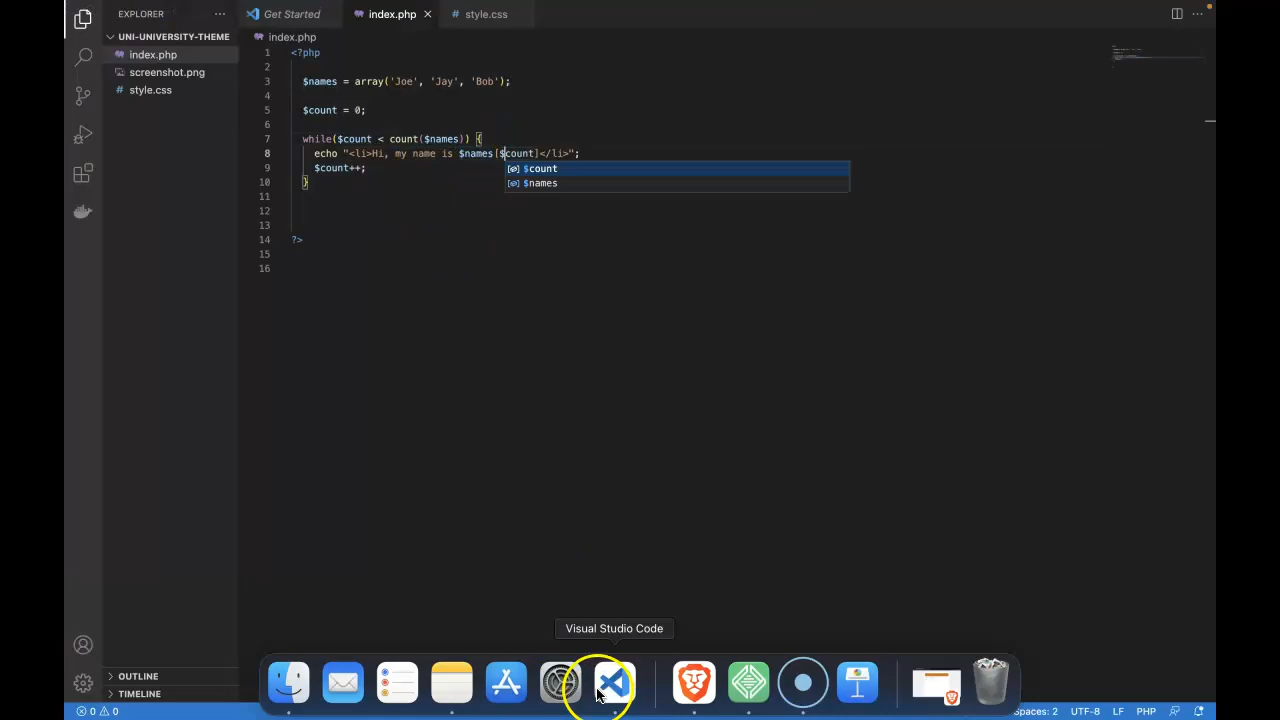 EXPLORER ···
Get Started
index.php
style.css
UNI-UNIVERSITY-THEME
index.php
screenshot.png
style.css
index.php
1 <?php
2
3 $names = array('Joe', 'Jay', 'Bob');
4
5 $count = 0;
6
7 while($count < count($names)) {
8 echo "<li>Hi, my name is $names[$count]</li>";
9 $count++;
10 }
11
12
13
14 ?>
15
16
$count
$names
Visual Studio Code
OUTLINE
TIMELINE
0 0
Spaces: 2 UTF-8 LF PHP